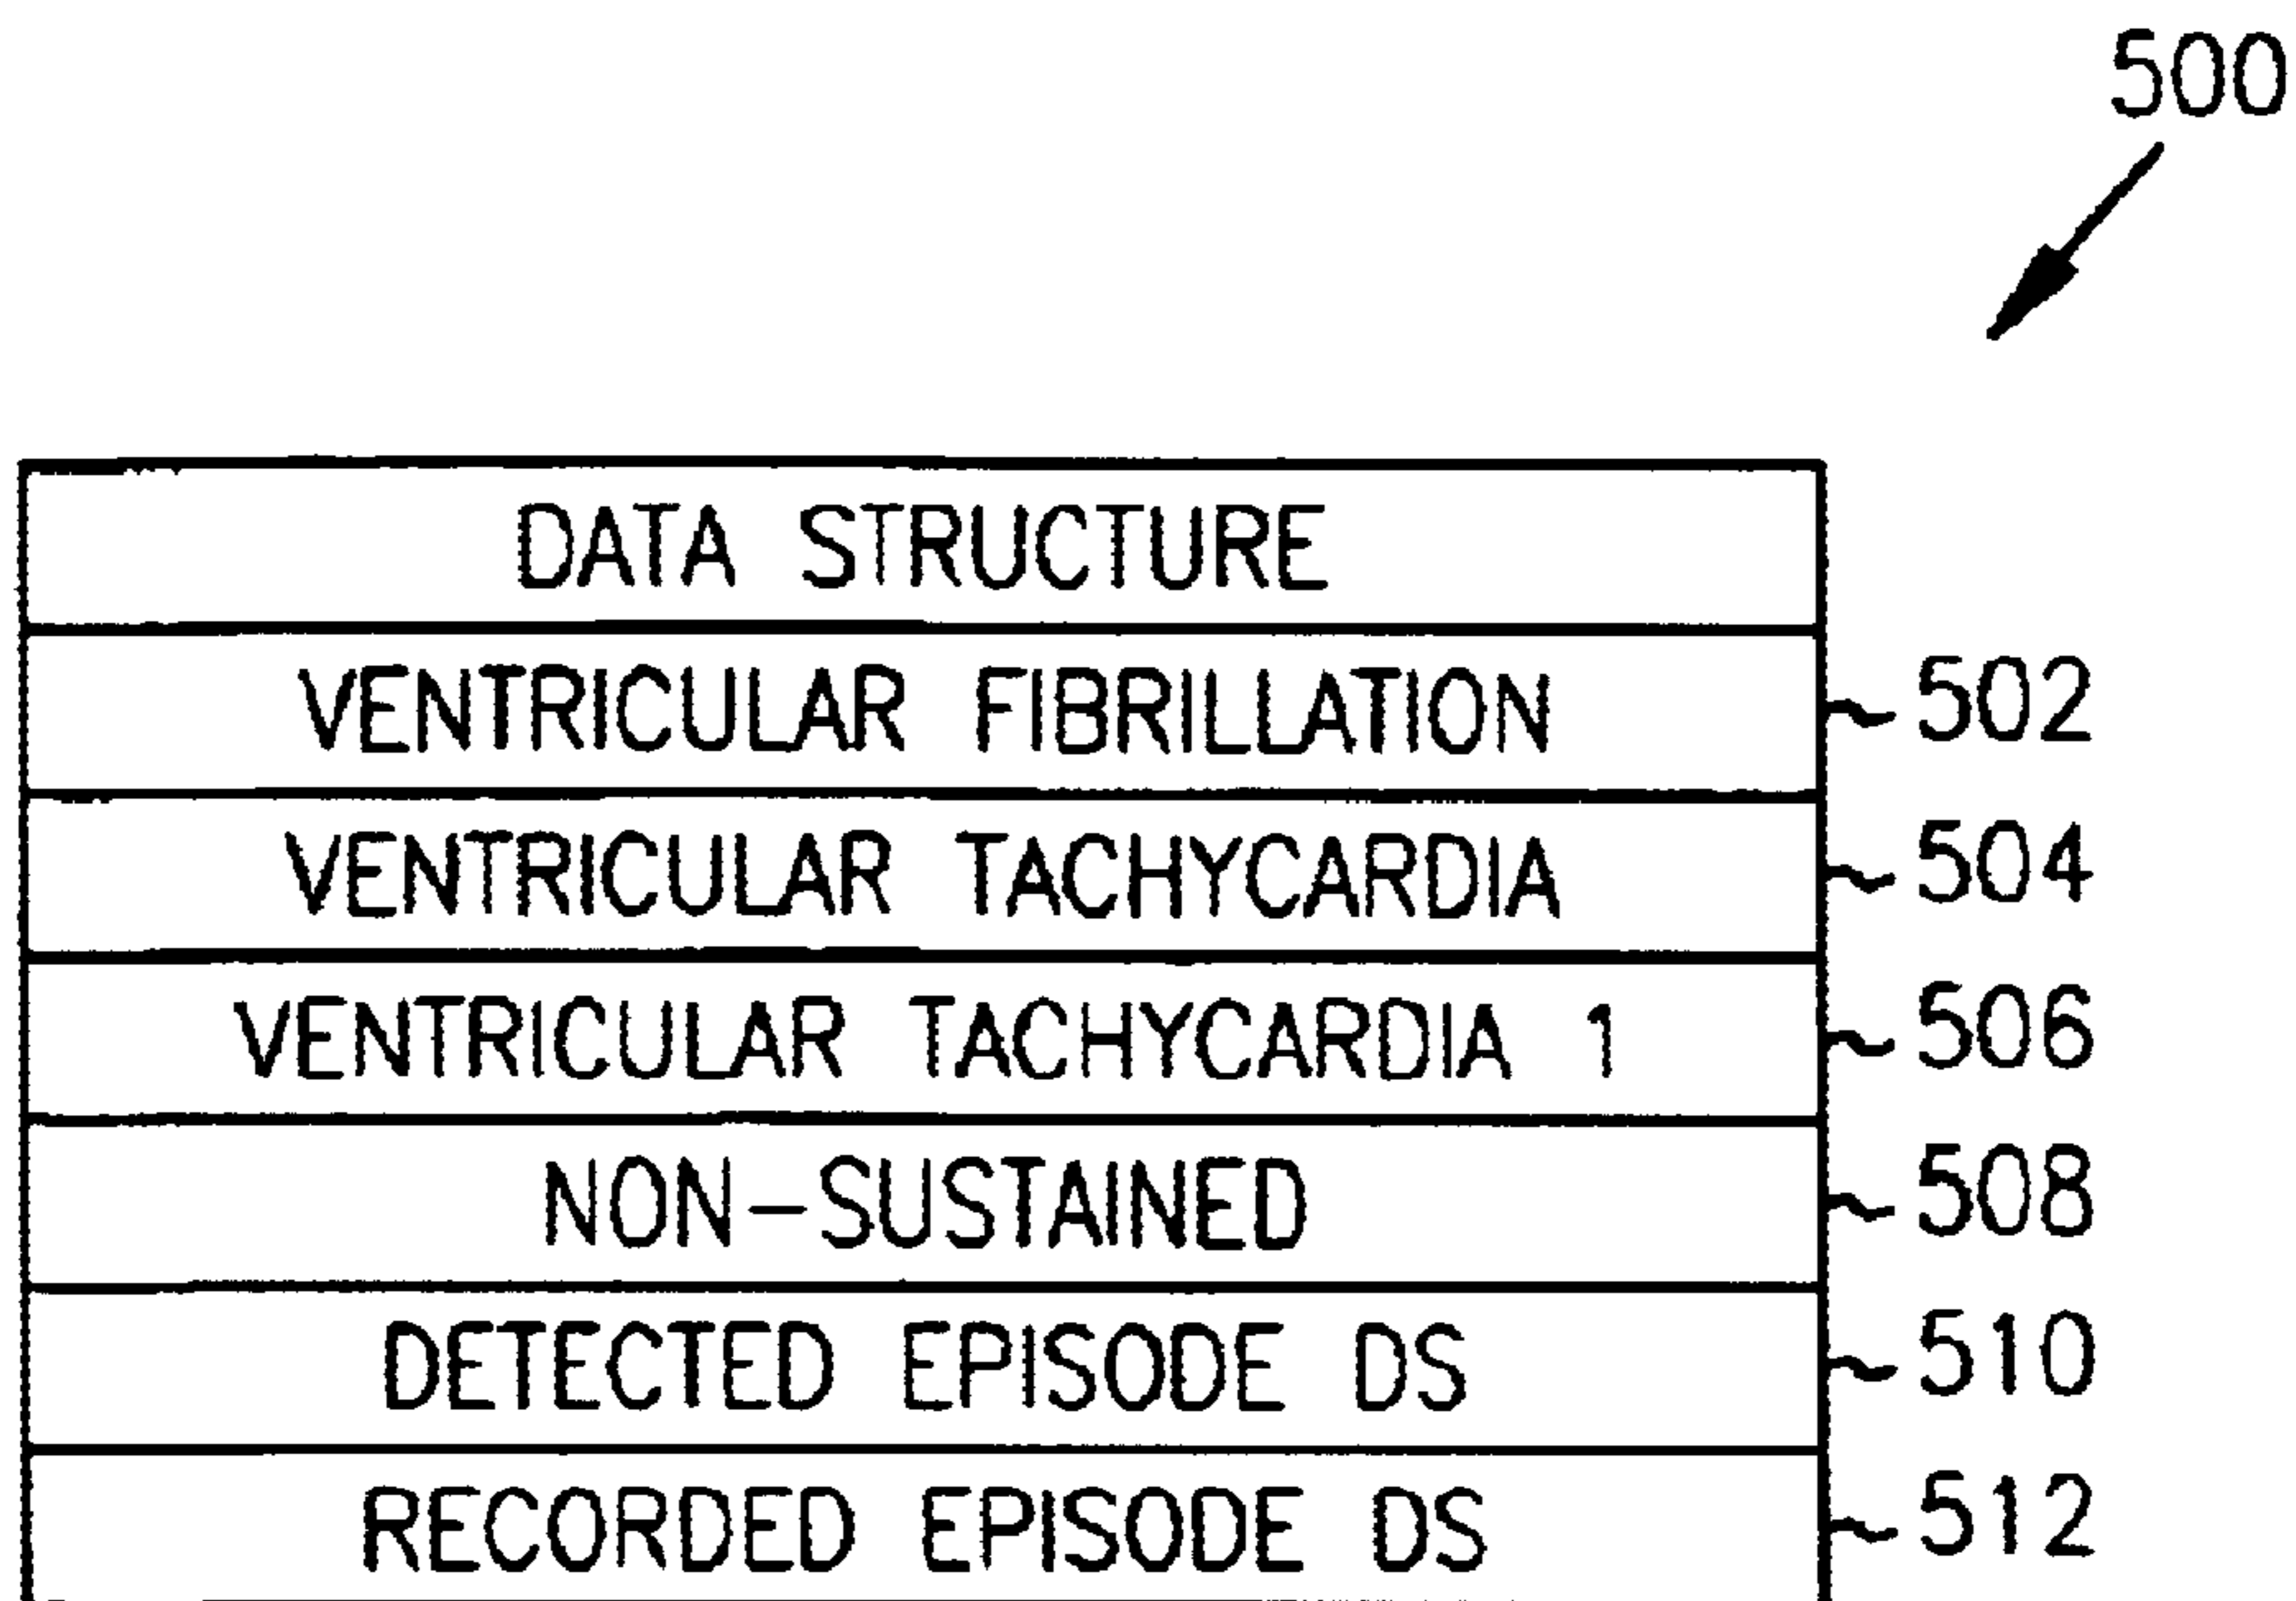 500
DATA STRUCTURE
VENTRICULAR FIBRILLATION 502
VENTRICULAR TACHYCARDIA 504
VENTRICULAR TACHYCARDIA 1 506
NON-SUSTAINED 508
DETECTED EPISODE DS 510
RECORDED EPISODE DS 512